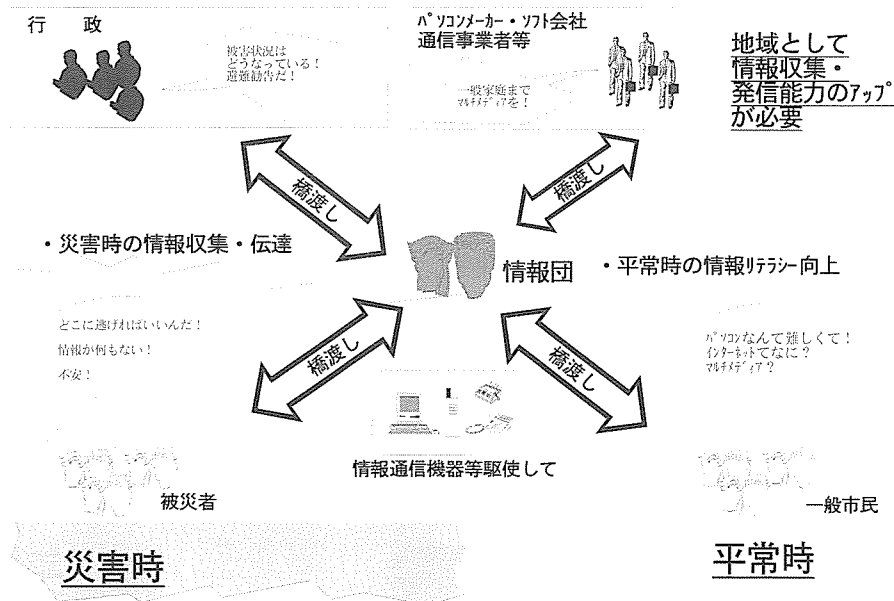 行　政
被害状況は
どうなっている！
避難勧告だ！
ﾊﾟｿｺﾝﾒｰｶｰ・ｿﾌﾄ会社
通信事業者等
一般家庭まで
ﾏﾙﾁﾒﾃﾞｨｱを！
地域として
情報収集・
発信能力のｱｯﾌﾟ
が必要
橋渡し
橋渡し
・災害時の情報収集・伝達
情報団
・平常時の情報ﾘﾃﾗｼｰ向上
どこに逃げればいいんだ！
情報が何もない！
不安！
橋渡し
橋渡し
ﾊﾟｿｺﾝなんて難しくて！
ｲﾝﾀｰﾈｯﾄてなに？
ﾏﾙﾁﾒﾃﾞｨｱ？
情報通信機器等駆使して
被災者
一般市民
災害時
平常時